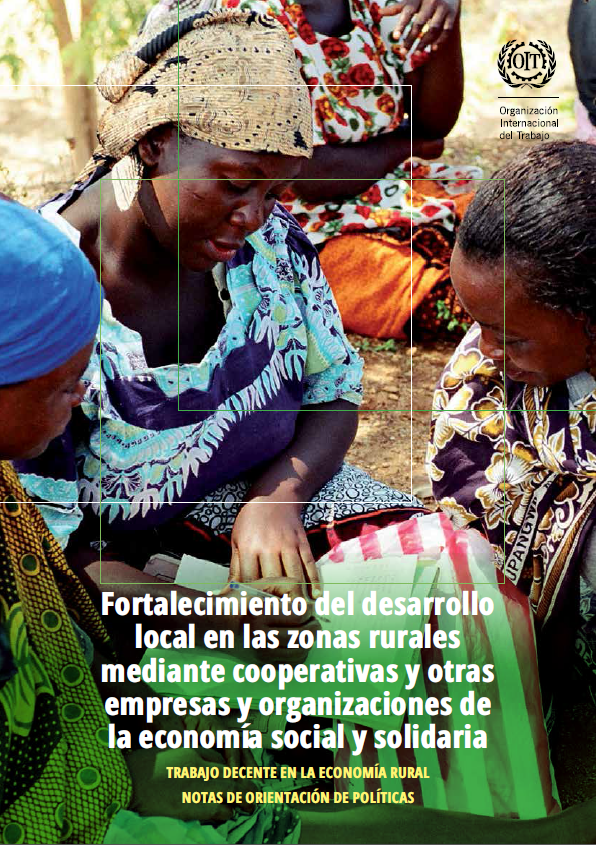 OIT
Organización
Internacional
del Trabajo
UPANGWA
Fortalecimiento del desarrollo
local en las zonas rurales
mediante cooperativas y otras
empresas y organizaciones de
la economía social y solidaria
TRABAJO DECENTE EN LA ECONOMÍA RURAL
NOTAS DE ORIENTACIÓN DE POLÍTICAS